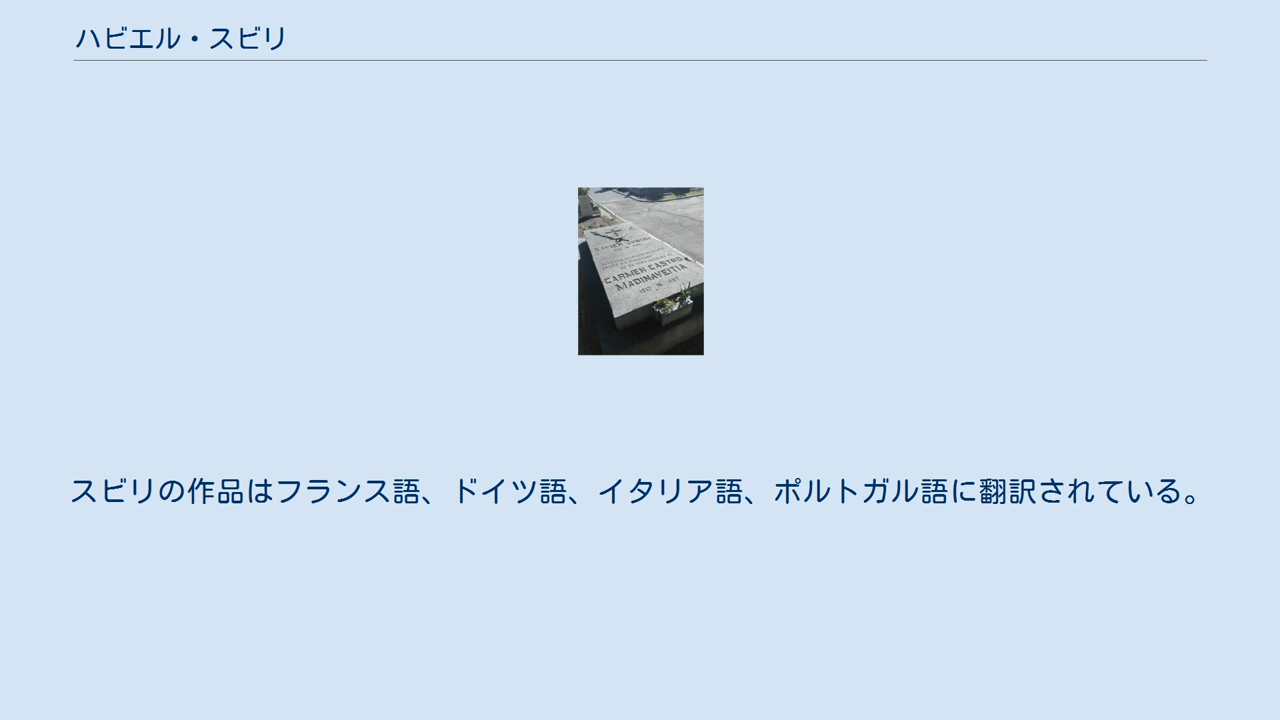 ハビエル・スビリ
CARMEN CASTRO
MADINAVEITIA
スビリの作品はフランス語、ドイツ語、イタリア語、ポルトガル語に翻訳されている。